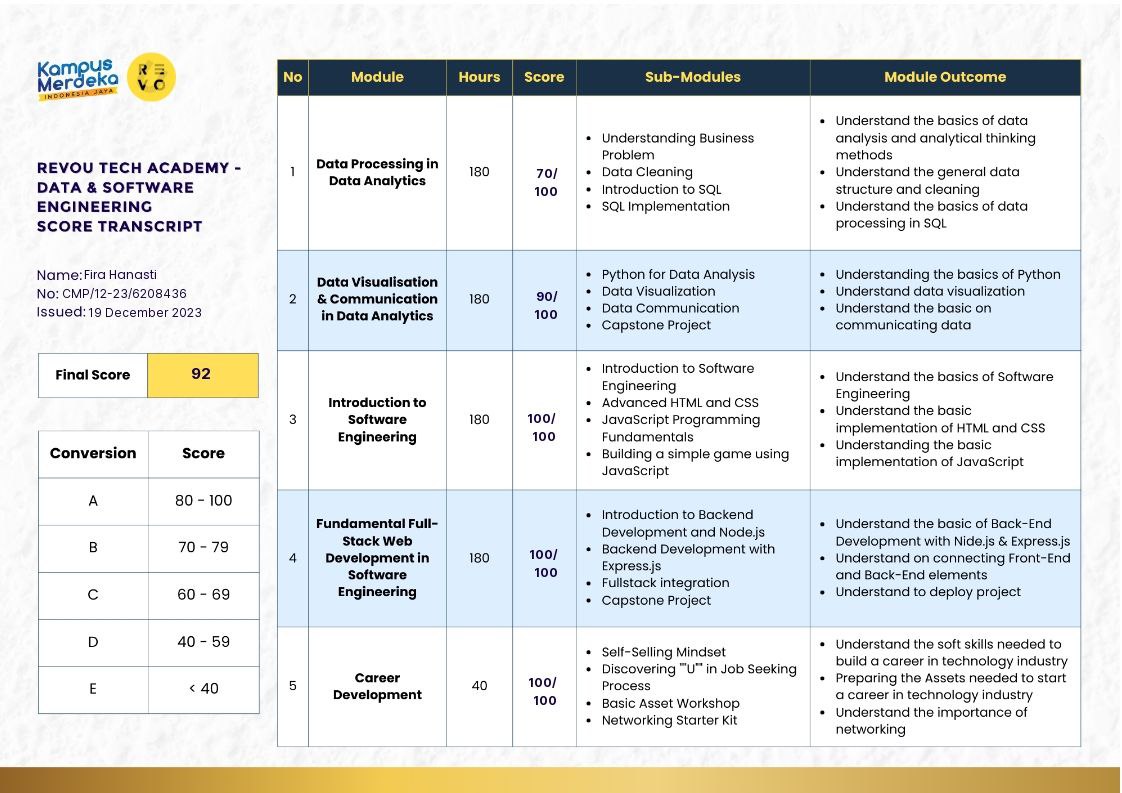 Kampus
Merdeka
INDONESIA JAYA
RE
VO
REVOU TECH ACADEMY -
DATA & SOFTWARE
ENGINEERING
SCORE TRANSCRIPT
Name: Fira Hanasti
No: CMP/12-23/6208436
Issued: 19 December 2023
Final Score 92
Conversion Score
A 80 - 100
B 70 - 79
C 60 - 69
D 40 - 59
E < 40
No Module Hours Score Sub-Modules Module Outcome
1
Data Processing in
Data Analytics
180
70/
100
• Understanding Business
Problem
• Data Cleaning
• Introduction to SQL
• SQL Implementation
• Understand the basics of data
analysis and analytical thinking
methods
• Understand the general data
structure and cleaning
• Understand the basics of data
processing in SQL
2
Data Visualisation
& Communication
in Data Analytics
180
90/
100
• Python for Data Analysis
• Data Visualization
• Data Communication
• Capstone Project
• Understanding the basics of Python
• Understand data visualization
• Understand the basic on
communicating data
3
Introduction to
Software
Engineering
180
100/
100
• Introduction to Software
Engineering
• Advanced HTML and CSS
• JavaScript Programming
Fundamentals
• Building a simple game using
JavaScript
• Understand the basics of Software
Engineering
• Understand the basic
implementation of HTML and CSS
• Understanding the basic
implementation of JavaScript
4
Fundamental Full-
Stack Web
Development in
Software
Engineering
180
100/
100
• Introduction to Backend
Development and Node.js
• Backend Development with
Express.js
• Fullstack integration
• Capstone Project
• Understand the basic of Back-End
Development with Nide.js & Express.js
• Understand on connecting Front-End
and Back-End elements
• Understand to deploy project
5
Career
Development
40
100/
100
• Self-Selling Mindset
• Discovering ""U"" in Job Seeking
Process
• Basic Asset Workshop
• Networking Starter Kit
• Understand the soft skills needed to
build a career in technology industry
• Preparing the Assets needed to start
a career in technology industry
• Understand the importance of
networking